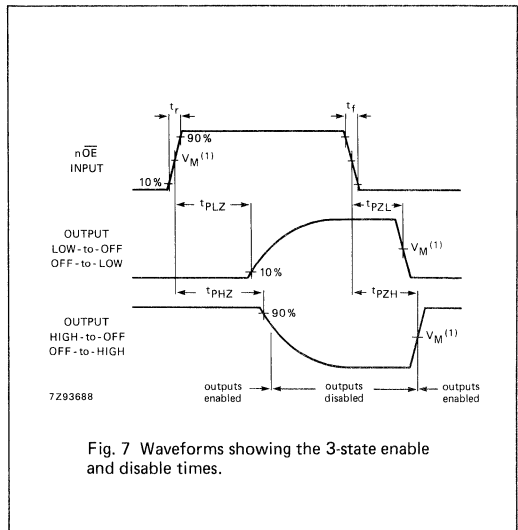 tr
tf
90%
nOE
INPUT
VM(1)
10%
tPLZ
tPZL
OUTPUT
LOW-to-OFF
OFF-to-LOW
VM(1)
10%
tPHZ
tPZH
90%
OUTPUT
HIGH-to-OFF
OFF-to-HIGH
VM(1)
outputs
enabled
outputs
disabled
outputs
enabled
7Z93688
Fig. 7 Waveforms showing the 3-state enable
and disable times.